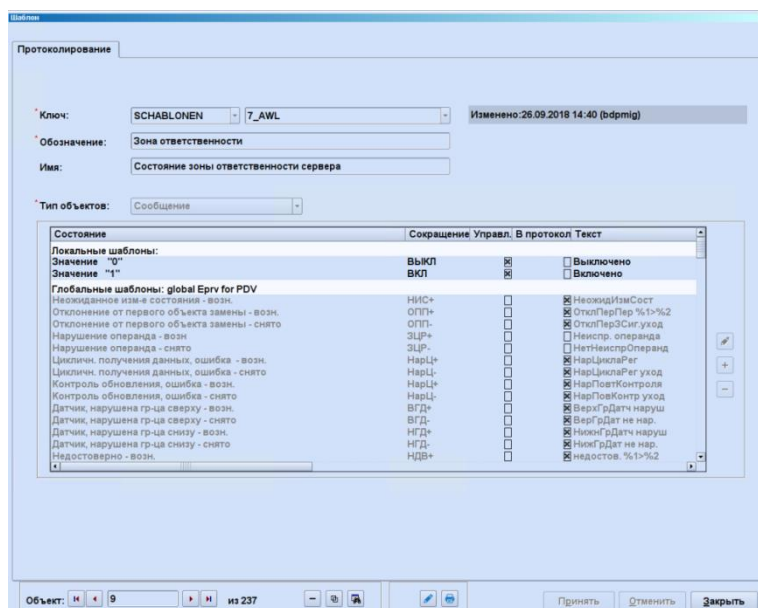 Шаблон
Протоколирование
*Ключ: SCHABLONEN 7_AWL Изменено:26.09.2018 14:40 (bdpmig)
*Обозначение: Зона ответственности
Имя: Состояние зоны ответственности сервера
*Тип объектов: Сообщение
Состояние Сокращение Управл. В протокол Текст
Локальные шаблоны:
Значение "0" ВЫКЛ Выключено
Значение "1" ВКЛ Включено
Глобальные шаблоны: global Eprv for PDV
Неожиданное изм-е состояния - возн. НИС+ НеожидИзмСост
Отклонение от первого объекта замены - возн. ОПП+ ОтклПерПер %1>%2
Отклонение от первого объекта замены - снято ОПП- ОтклПерЗСиг.уход
Нарушение операнда - возн ЗЦР+ Неиспр. операнда
Нарушение операнда - снято ЗЦР- НетНеиспрОперанд
Цикличн. получения данных, ошибка - возн. НарЦ+ НарЦиклаРег
Цикличн. получения данных, ошибка - снято НарЦ- НарЦиклаРег уход
Контроль обновления, ошибка - возн. НарЦ+ НарПовтКонтроля
Контроль обновления, ошибка - снято НарЦ- НарПовКонтр уход
Датчик, нарушена гр-ца сверху - возн. ВГД+ ВерхГрДатч наруш
Датчик, нарушена гр-ца сверху - снято ВГД- ВерГрДат не нар.
Датчик, нарушена гр-ца снизу - возн. НГД+ НижнГрДатч наруш
Датчик, нарушена гр-ца снизу - снято НГД- НижГрДат не нар.
Недостоверно - возн. НДВ+ недостов. %1>%2
Объект: 9 из 237 Принять Отменить Закрыть